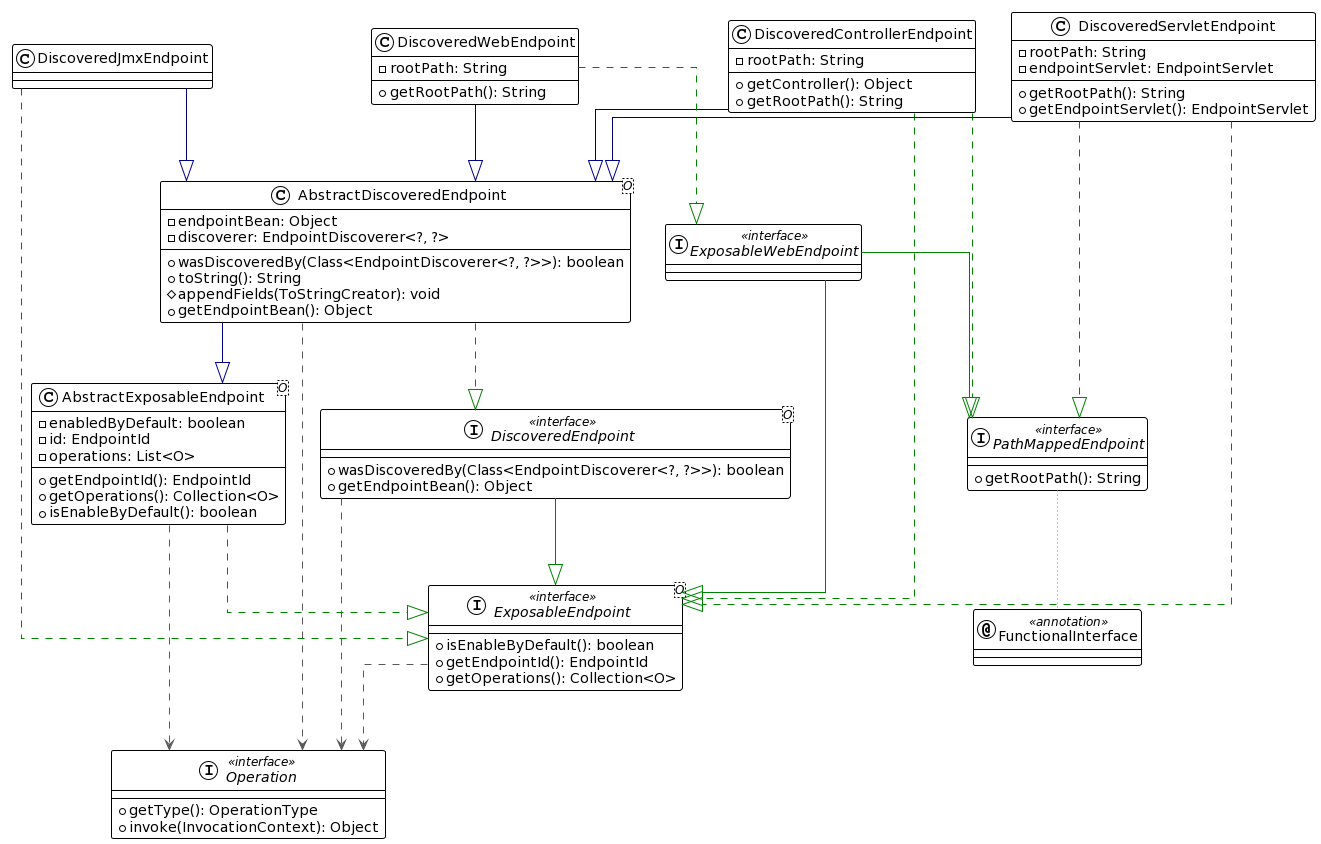 C DiscoveredJmxEndpoint
C DiscoveredWebEndpoint
rootPath: String
getRootPath(): String
C DiscoveredControllerEndpoint
rootPath: String
getController(): Object
getRootPath(): String
C DiscoveredServletEndpoint
rootPath: String
endpointServlet: EndpointServlet
getRootPath(): String
getEndpointServlet(): EndpointServlet
C AbstractDiscoveredEndpoint
O
endpointBean: Object
discoverer: EndpointDiscoverer<?, ?>
wasDiscoveredBy(Class<EndpointDiscoverer<?, ?>>): boolean
toString(): String
appendFields(ToStringCreator): void
getEndpointBean(): Object
«interface»
I ExposableWebEndpoint
C AbstractExposableEndpoint
O
enabledByDefault: boolean
id: EndpointId
operations: List<O>
getEndpointId(): EndpointId
getOperations(): Collection<O>
isEnableByDefault(): boolean
«interface»
I DiscoveredEndpoint
O
wasDiscoveredBy(Class<EndpointDiscoverer<?, ?>>): boolean
getEndpointBean(): Object
«interface»
I PathMappedEndpoint
getRootPath(): String
«interface»
I ExposableEndpoint
O
isEnableByDefault(): boolean
getEndpointId(): EndpointId
getOperations(): Collection<O>
«annotation»
@ FunctionalInterface
«interface»
I Operation
getType(): OperationType
invoke(InvocationContext): Object